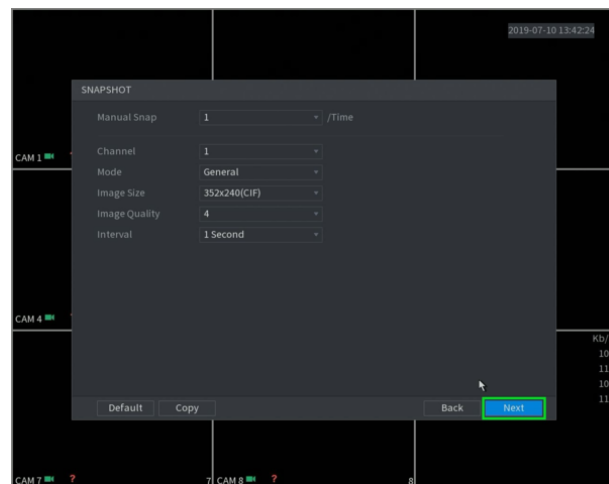 2019-07-10 13:42:24
SNAPSHOT
Manual Snap 1 /Time
Channel 1
CAM 1
Mode General
Image Size 352x240(CIF)
Image Quality 4
Interval 1 Second
CAM 4
Kb/
10
11
10
11
Default Copy Back Next
CAM 7 ? 7 CAM 8 ? 8